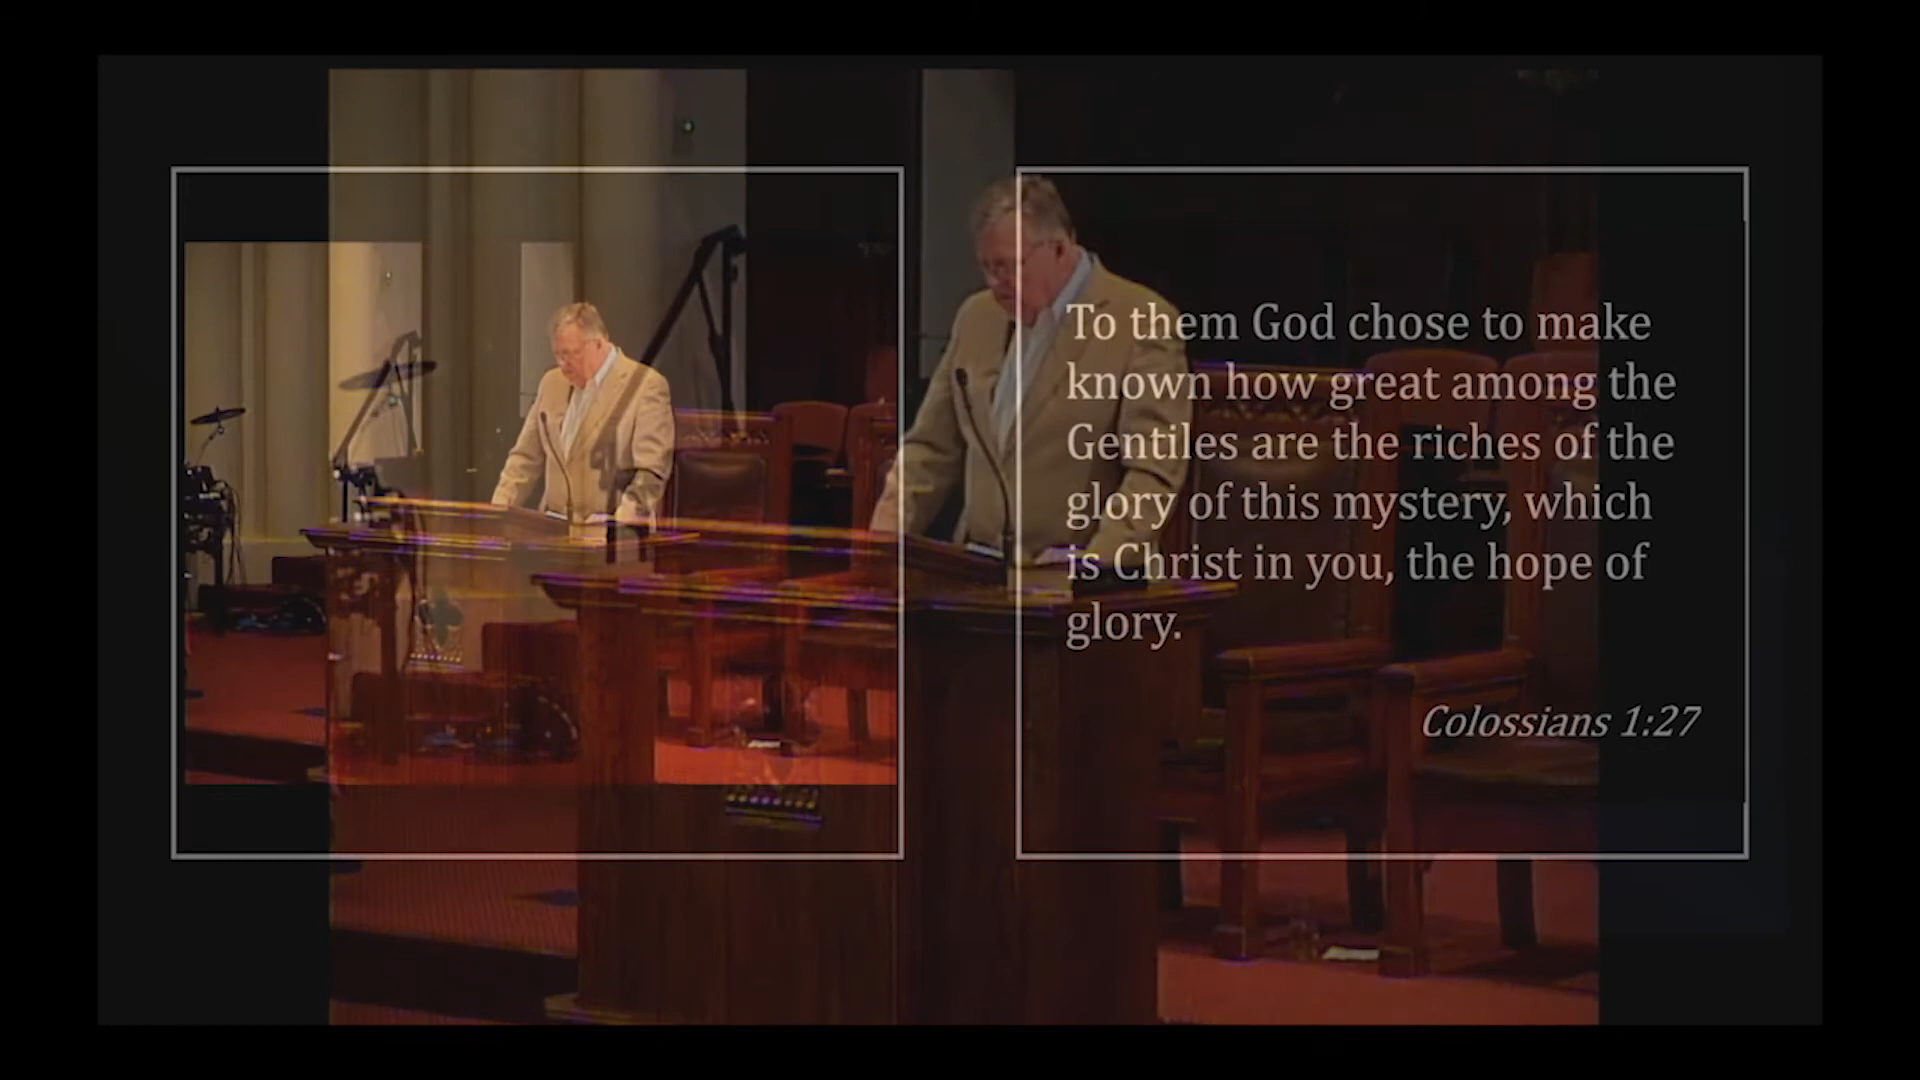 To them God chose to make
known how great among the
Gentiles are the riches of the
glory of this mystery, which
is Christ in you, the hope of
glory.
Colossians 1:27